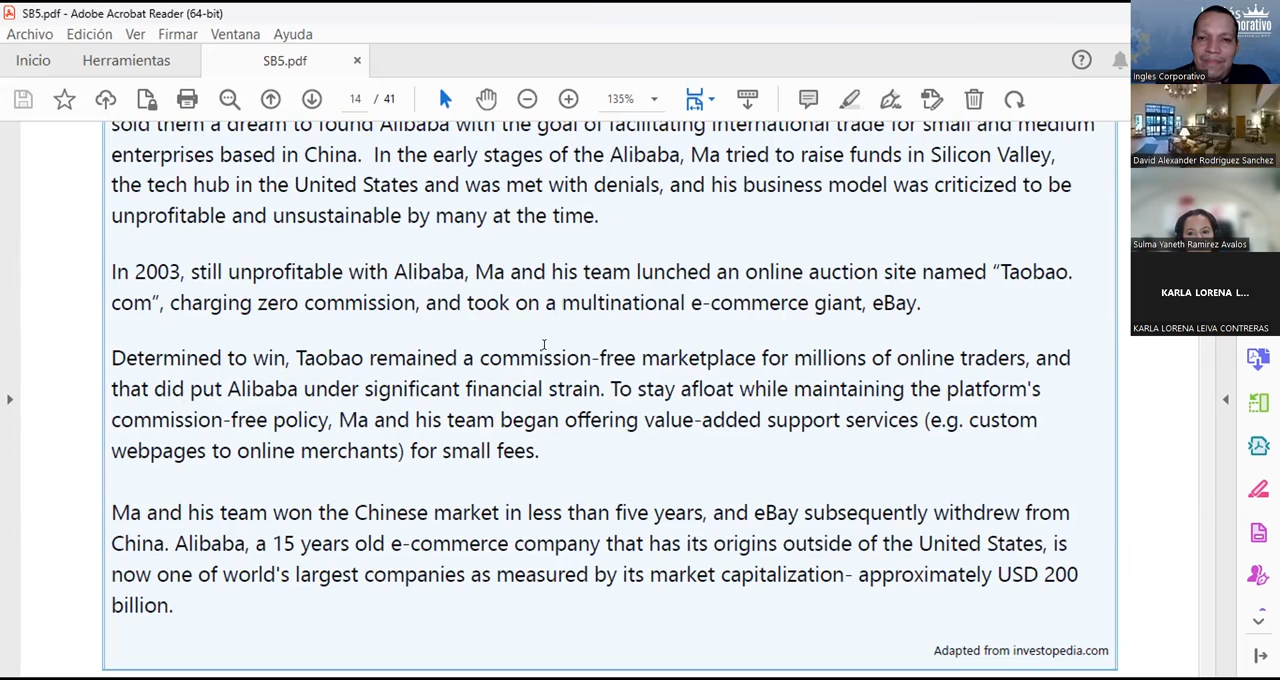 SB5.pdf - Adobe Acrobat Reader (64-bit)
Archivo Edición Ver Firmar Ventana Ayuda
Inicio Herramientas SB5.pdf
14 / 41 135%
sold them a dream to found Alibaba with the goal of facilitating international trade for small and medium
enterprises based in China. In the early stages of the Alibaba, Ma tried to raise funds in Silicon Valley,
the tech hub in the United States and was met with denials, and his business model was criticized to be
unprofitable and unsustainable by many at the time.
In 2003, still unprofitable with Alibaba, Ma and his team lunched an online auction site named “Taobao.
com”, charging zero commission, and took on a multinational e-commerce giant, eBay.
Determined to win, Taobao remained a commission-free marketplace for millions of online traders, and
that did put Alibaba under significant financial strain. To stay afloat while maintaining the platform's
commission-free policy, Ma and his team began offering value-added support services (e.g. custom
webpages to online merchants) for small fees.
Ma and his team won the Chinese market in less than five years, and eBay subsequently withdrew from
China. Alibaba, a 15 years old e-commerce company that has its origins outside of the United States, is
now one of world's largest companies as measured by its market capitalization- approximately USD 200
billion.
Adapted from investopedia.com
Ingles Corporativo
David Alexander Rodriguez Sanchez
Sulma Yaneth Ramirez Avalos
KARLA LORENA L...
KARLA LORENA LEIVA CONTRERAS